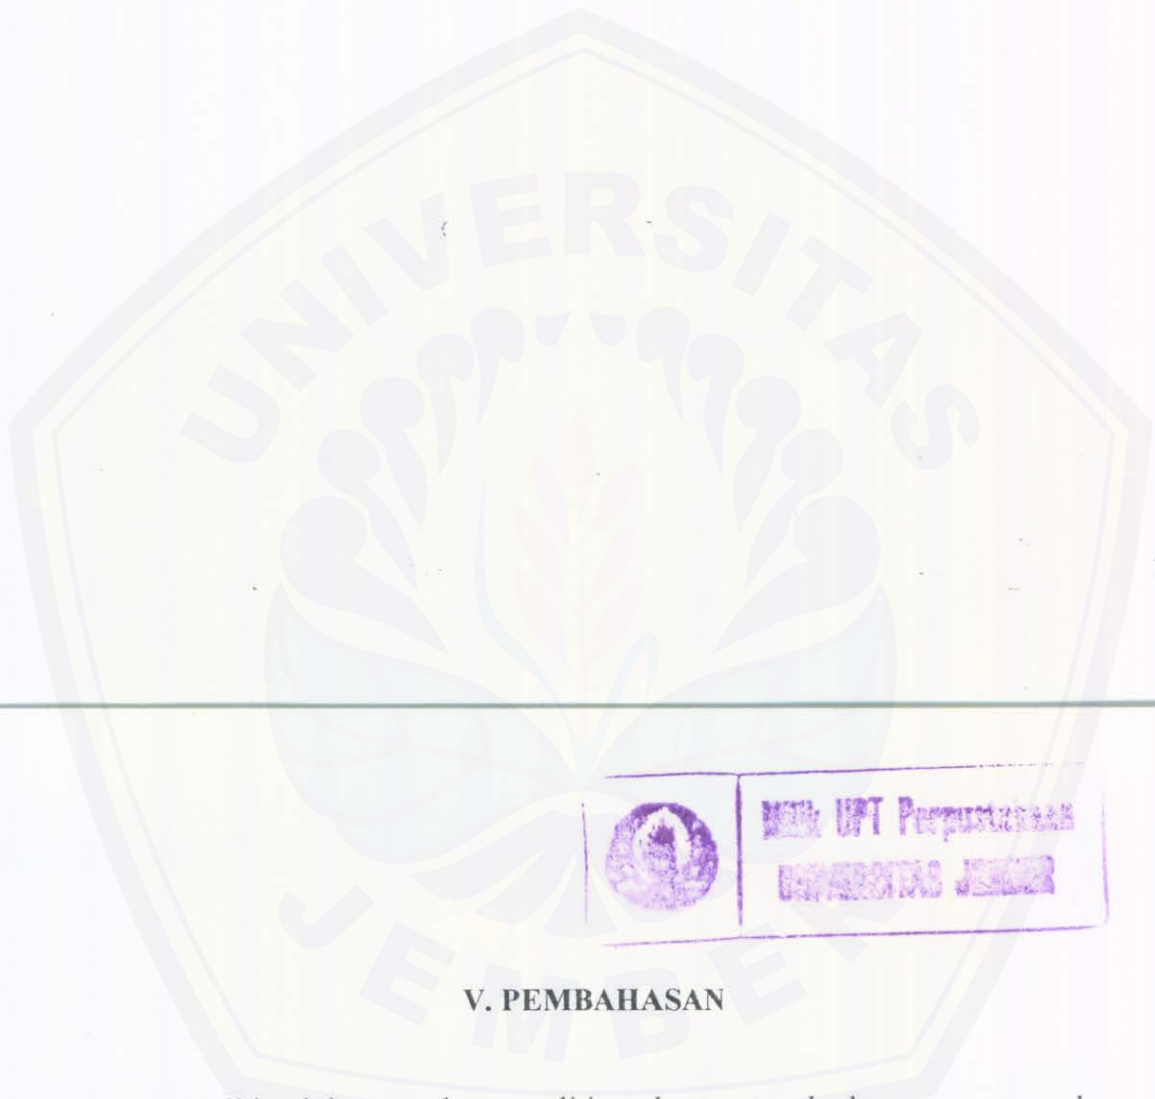 UNIVERSITAS
Milik UPT Perpustakaan
UNIVERSITAS JEMBER
V. PEMBAHASAN
JEMBER